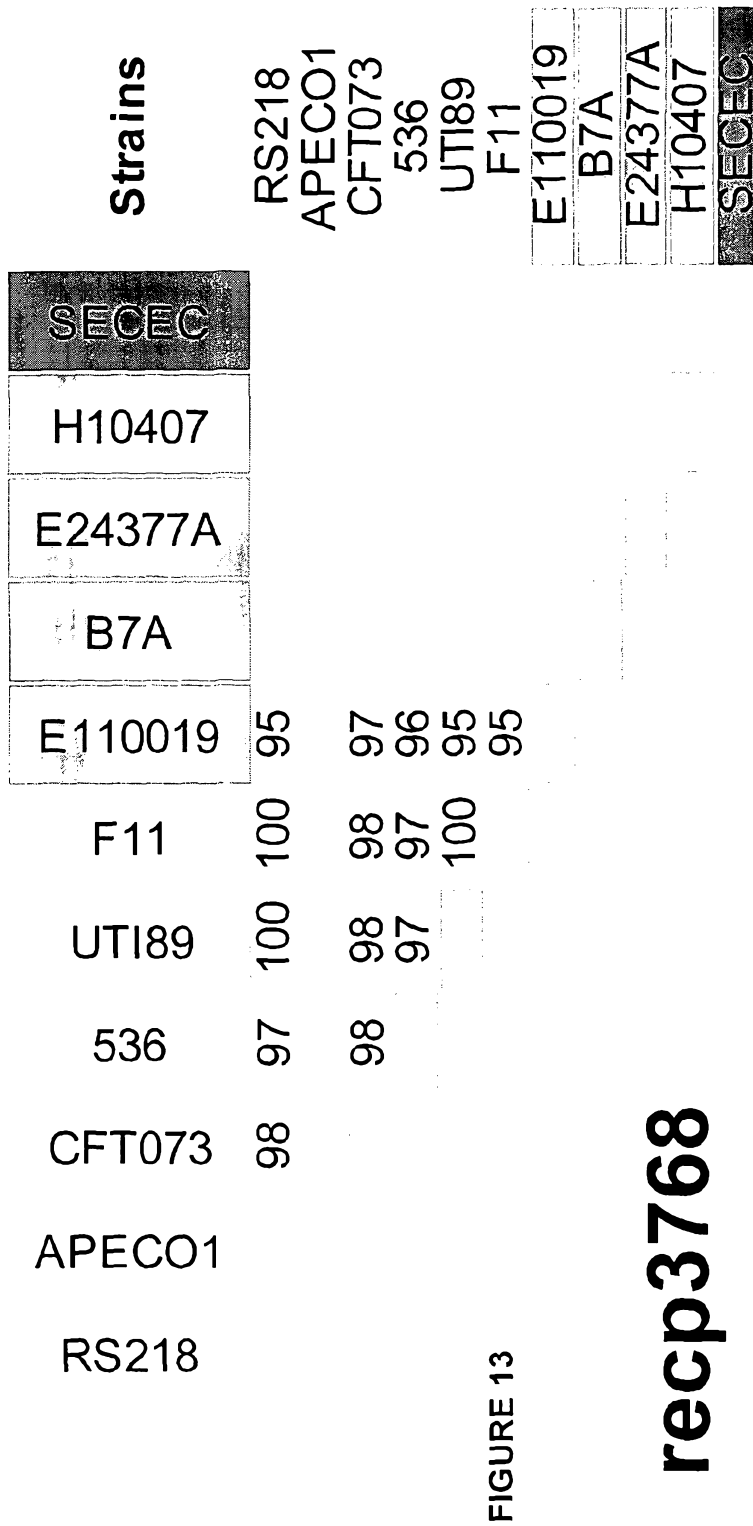 RS218 APECO1 CFT073 536 UTI89 F11 E110019 B7A E24377A H10407 SECEC Strains
98 97 100 100 95 RS218
APECO1
98 98 98 97 CFT073
97 97 96 536
100 95 UTI89
95 F11
E110019
B7A
E24377A
H10407
SECEC
FIGURE 13
recp3768